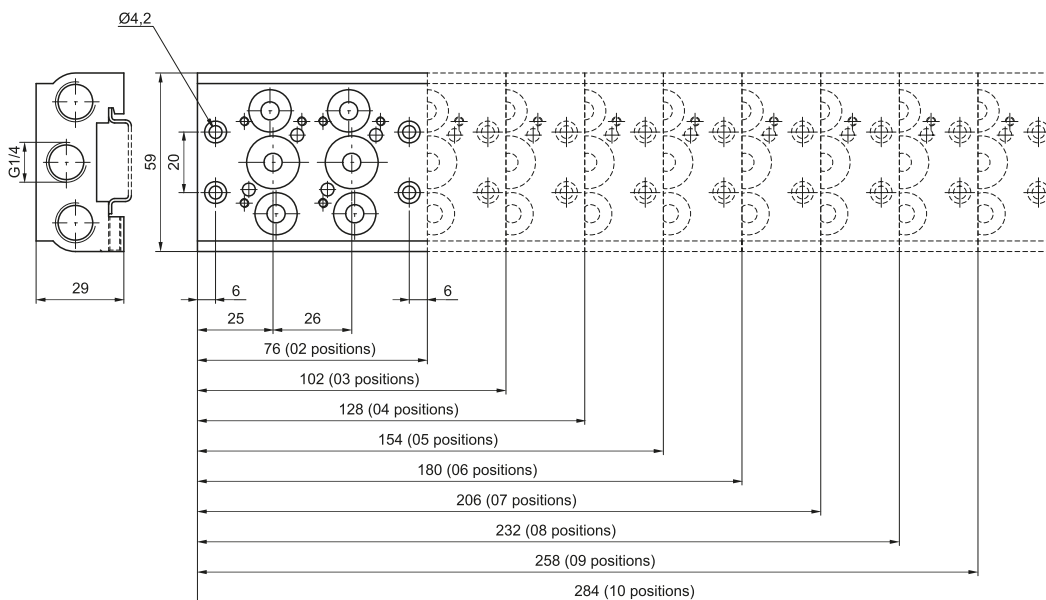 Ø4,2
G1/4
59
20
29
6
6
25
26
76 (02 positions)
102 (03 positions)
128 (04 positions)
154 (05 positions)
180 (06 positions)
206 (07 positions)
232 (08 positions)
258 (09 positions)
284 (10 positions)